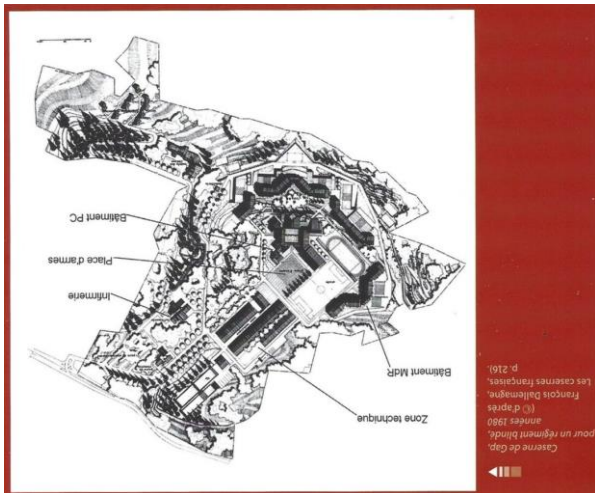 Caserne de Gap,
pour un régiment blindé,
années 1980
(© d'après
François Dallemagne,
Les casernes françaises,
p. 216).
Zone technique
Bâtiment MdR
Infirmerie
Place d'armes
Bâtiment PC